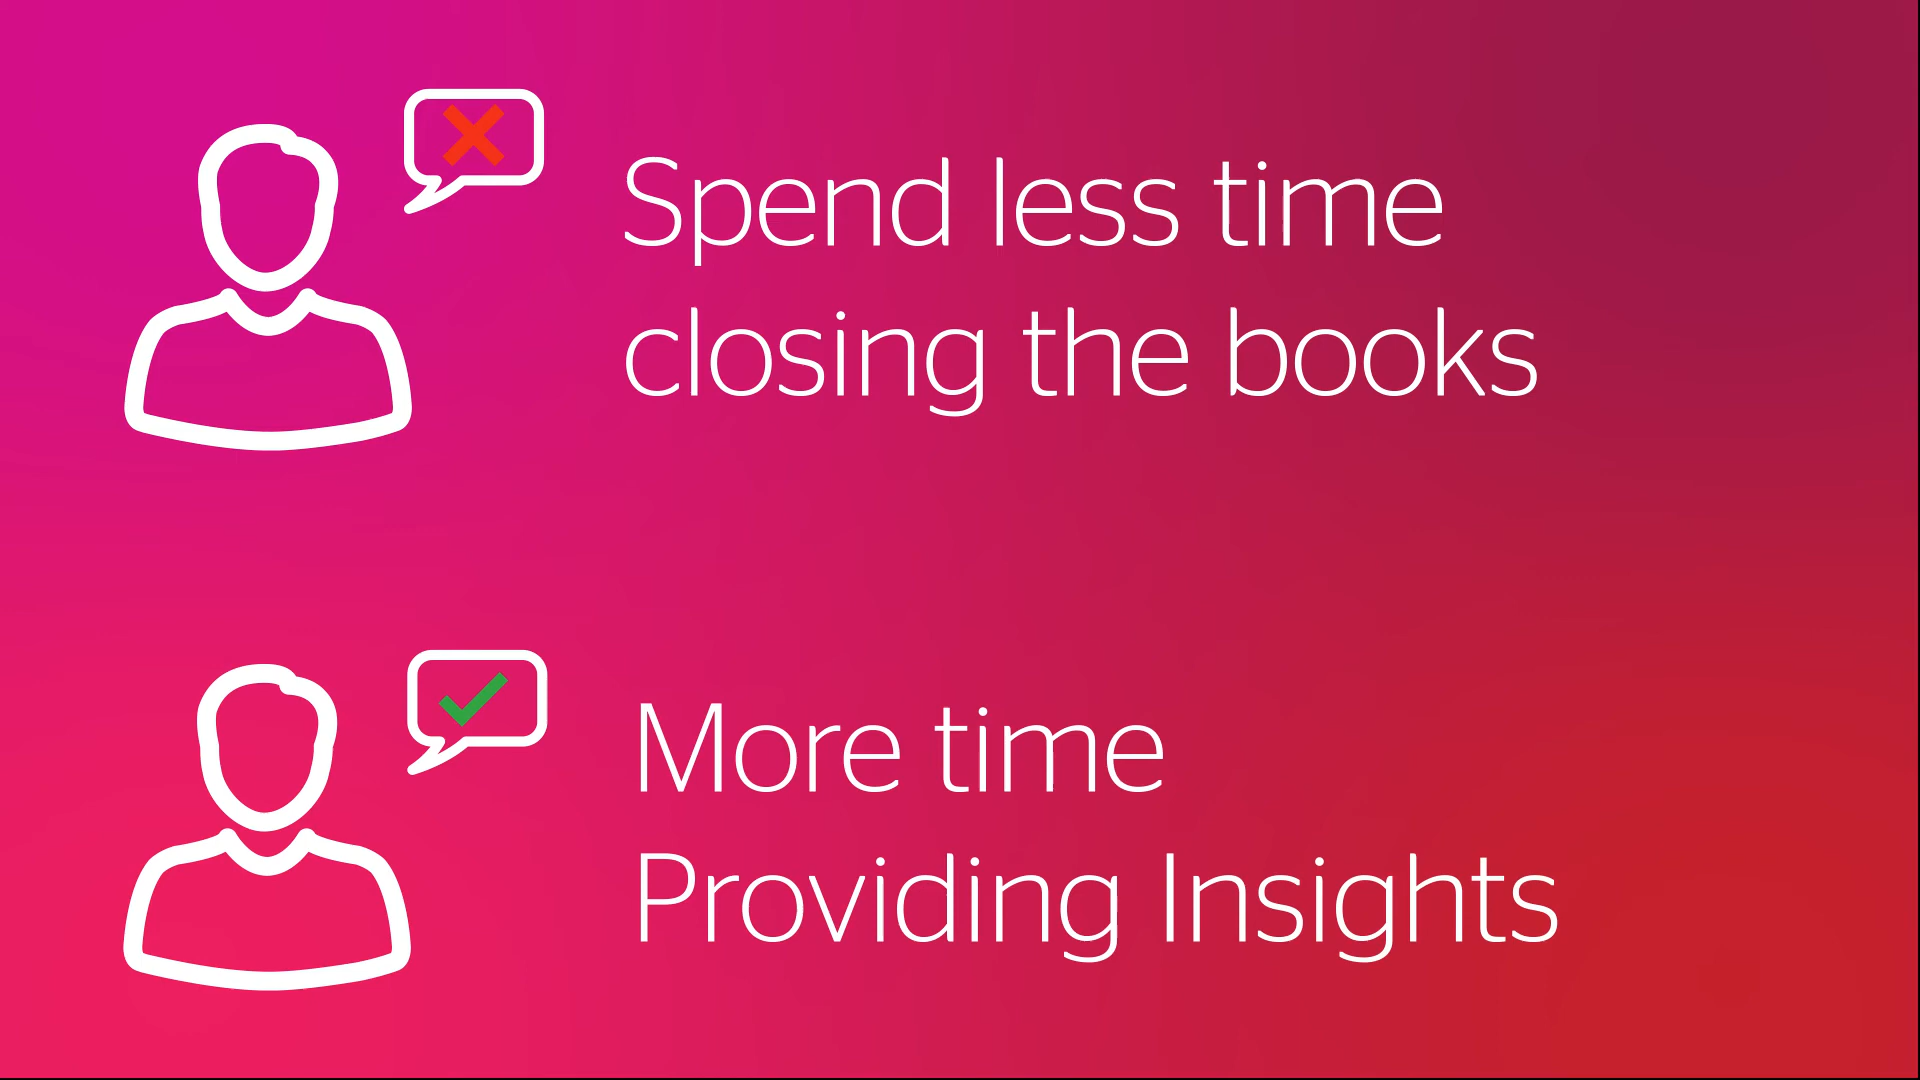 Spend less time
closing the books
More time
Providing Insights